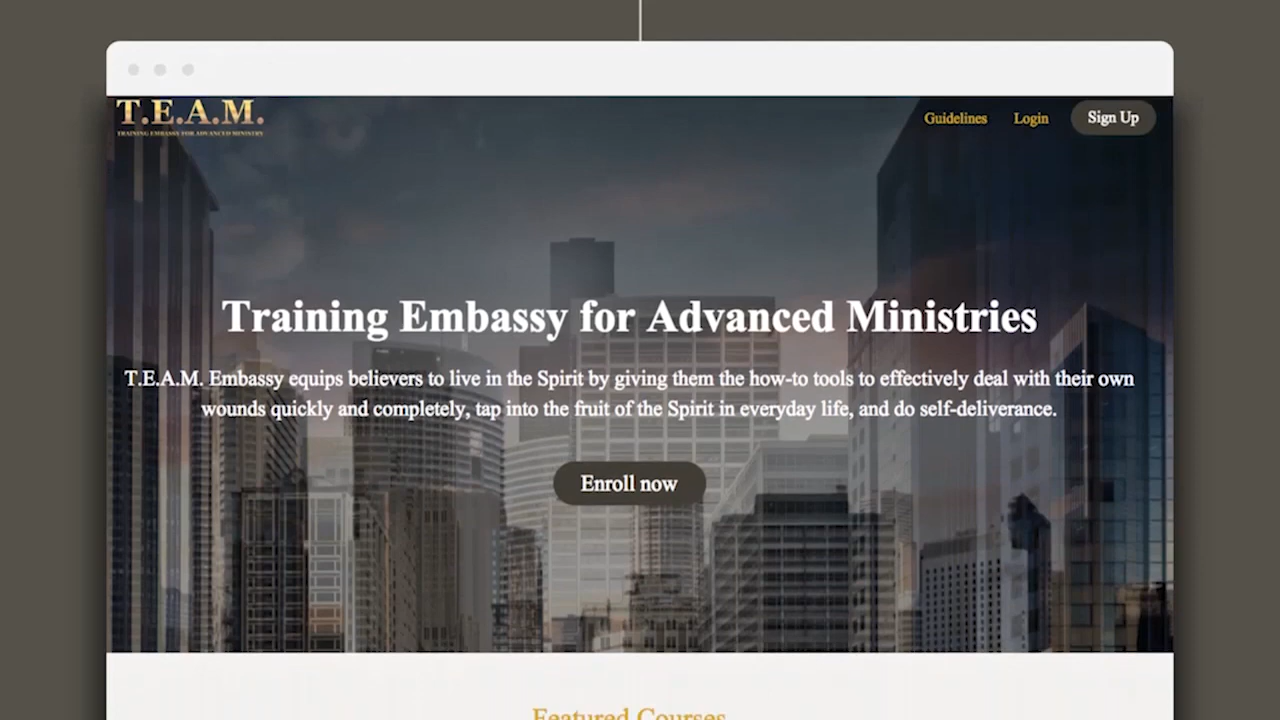 T.E.A.M.
TRAINING EMBASSY FOR ADVANCED MINISTRY
Guidelines Login Sign Up
Training Embassy for Advanced Ministries
T.E.A.M. Embassy equips believers to live in the Spirit by giving them the how-to tools to effectively deal with their own
wounds quickly and completely, tap into the fruit of the Spirit in everyday life, and do self-deliverance.
Enroll now
Featured Courses